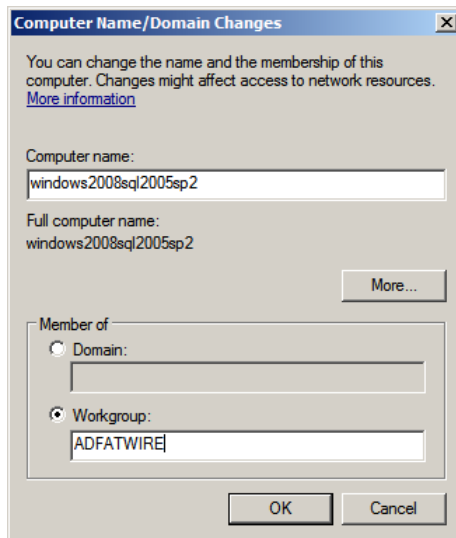 Computer Name/Domain Changes
You can change the name and the membership of this
computer. Changes might affect access to network resources.
More information
Computer name:
windows2008sql2005sp2
Full computer name:
windows2008sql2005sp2
More...
Member of
Domain:
Workgroup:
ADFATWIRE
OK
Cancel